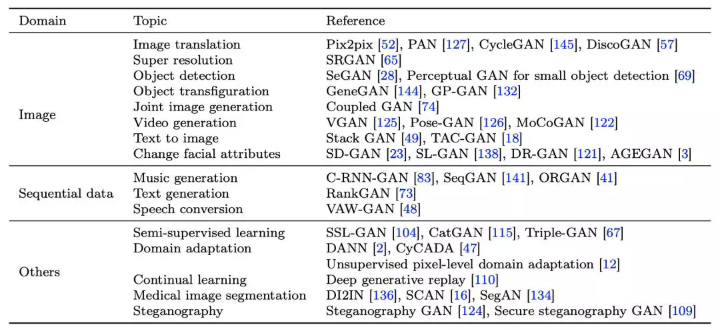 Domain Topic Reference
Image translation Pix2pix [52], PAN [127], CycleGAN [145], DiscoGAN [57]
Super resolution SRGAN [65]
Object detection SeGAN [28], Perceptual GAN for small object detection [69]
Object transfiguration GeneGAN [144], GP-GAN [132]
Image Joint image generation Coupled GAN [74]
Video generation VGAN [125], Pose-GAN [126], MoCoGAN [122]
Text to image Stack GAN [49], TAC-GAN [18]
Change facial attributes SD-GAN [23], SL-GAN [138], DR-GAN [121], AGEGAN [3]
Music generation C-RNN-GAN [83], SeqGAN [141], ORGAN [41]
Sequential data Text generation RankGAN [73]
Speech conversion VAW-GAN [48]
Semi-supervised learning SSL-GAN [104], CatGAN [115], Triple-GAN [67]
Domain adaptation DANN [2], CyCADA [47]
Unsupervised pixel-level domain adaptation [12]
Others Continual learning Deep generative replay [110]
Medical image segmentation DI2IN [136], SCAN [16], SegAN [134]
Steganography Steganography GAN [124], Secure steganography GAN [109]